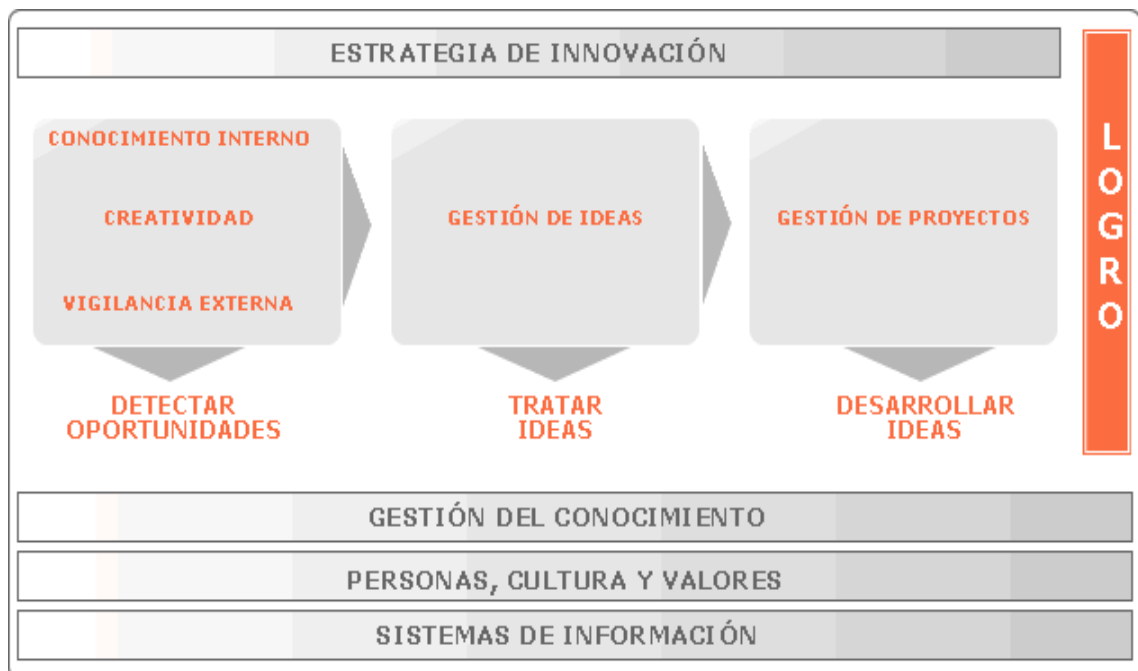 ESTRATEGIA DE INNOVACIÓN
CONOCIMIENTO INTERNO
CREATIVIDAD
VIGILANCIA EXTERNA
GESTIÓN DE IDEAS
GESTIÓN DE PROYECTOS
DETECTAR
OPORTUNIDADES
TRATAR
IDEAS
DESARROLLAR
IDEAS
LOGRO
GESTIÓN DEL CONOCIMIENTO
PERSONAS, CULTURA Y VALORES
SISTEMAS DE INFORMACIÓN